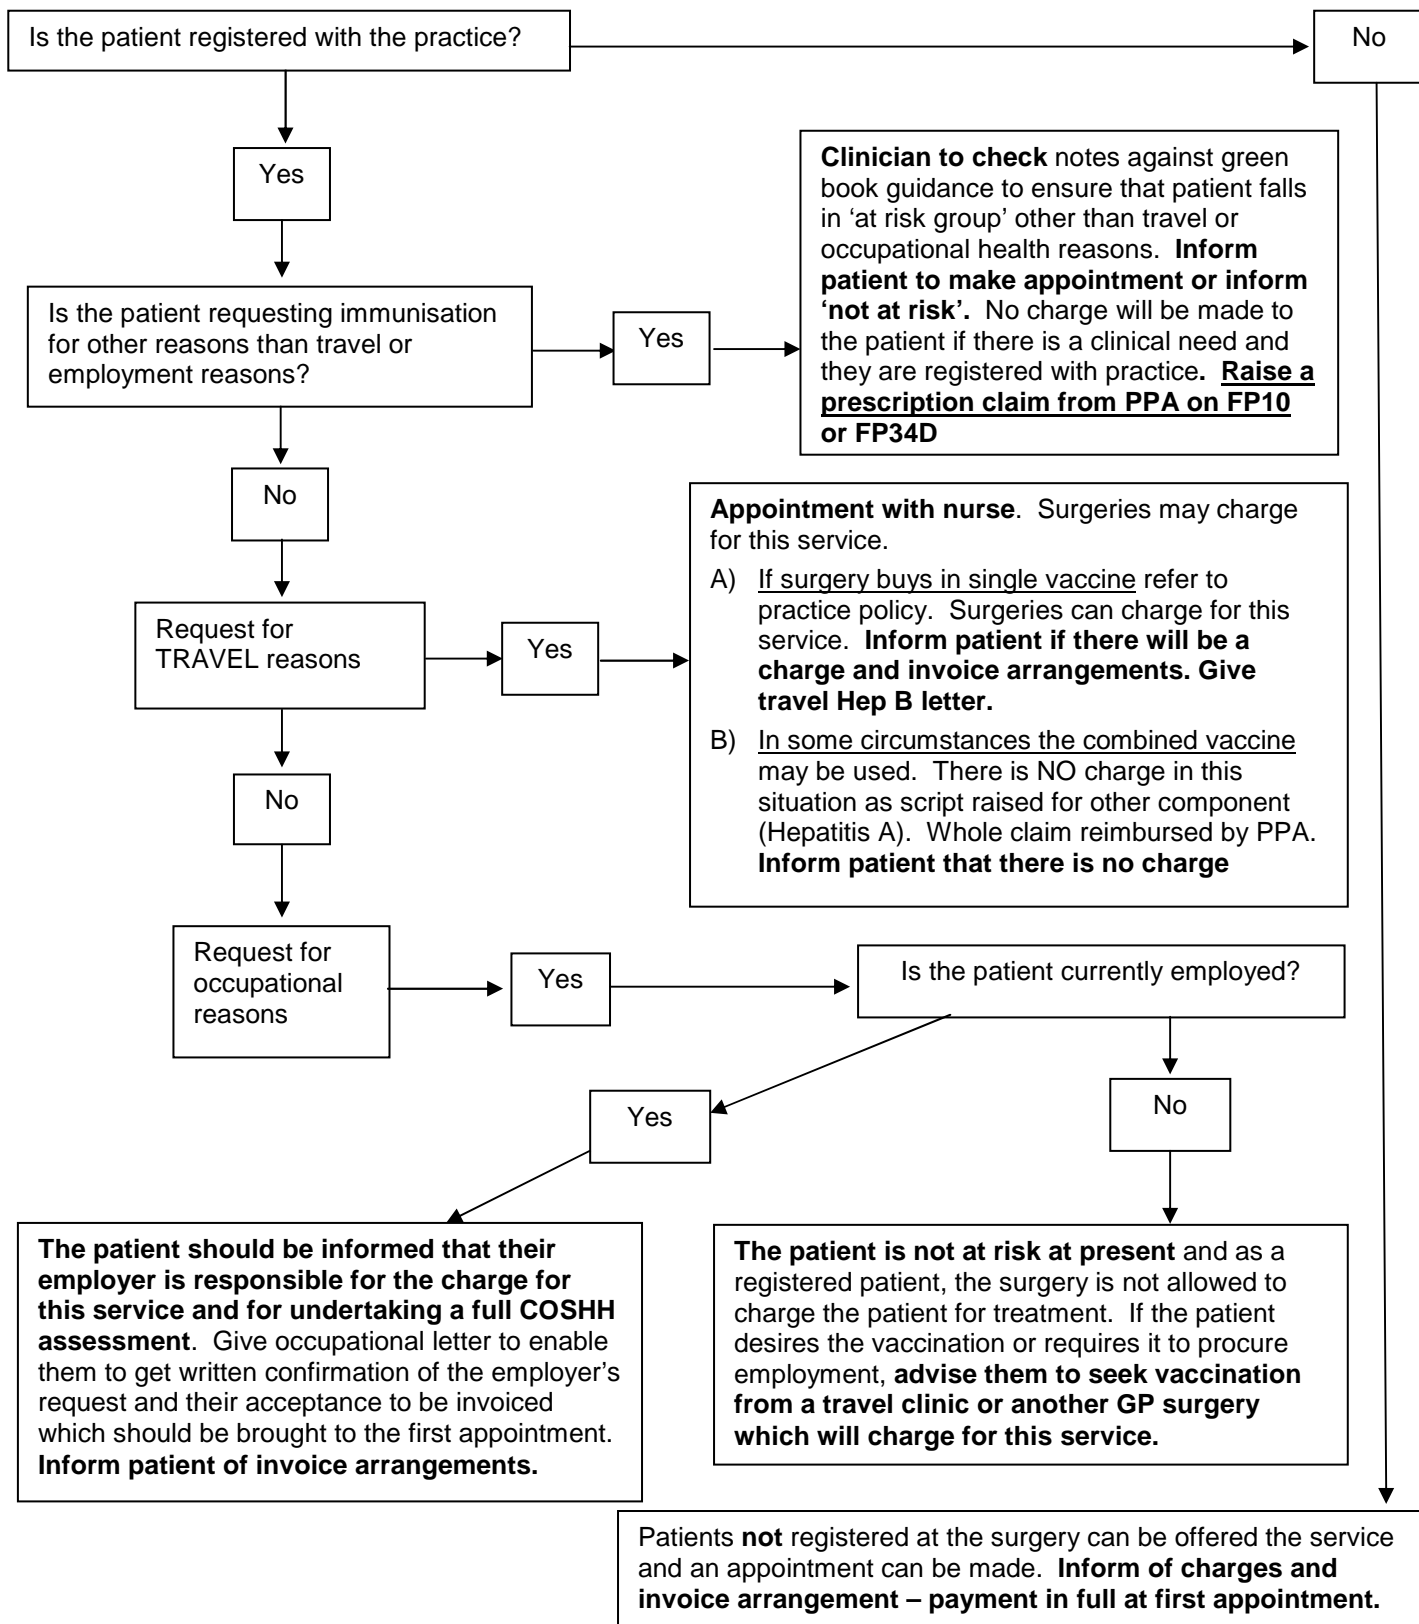 Is the patient registered with the practice?
No
Yes
Clinician to check notes against green
book guidance to ensure that patient falls
in ‘at risk group’ other than travel or
occupational health reasons.  Inform
patient to make appointment or inform
‘not at risk’.  No charge will be made to
the patient if there is a clinical need and
they are registered with practice.  Raise a
prescription claim from PPA on FP10
or FP34D
Is the patient requesting immunisation
for other reasons than travel or
employment reasons?
Yes
No
Appointment with nurse.  Surgeries may charge
for this service.
A) If surgery buys in single vaccine refer to
practice policy.  Surgeries can charge for this
service.  Inform patient if there will be a
charge and invoice arrangements. Give
travel Hep B letter.
B) In some circumstances the combined vaccine
may be used.  There is NO charge in this
situation as script raised for other component
(Hepatitis A).  Whole claim reimbursed by PPA.
Inform patient that there is no charge
Request for
TRAVEL reasons
Yes
No
Request for
occupational
reasons
Yes
Is the patient currently employed?
Yes
No
The patient should be informed that their
employer is responsible for the charge for
this service and for undertaking a full COSHH
assessment.  Give occupational letter to enable
them to get written confirmation of the employer’s
request and their acceptance to be invoiced
which should be brought to the first appointment.
Inform patient of invoice arrangements.
The patient is not at risk at present and as a
registered patient, the surgery is not allowed to
charge the patient for treatment.  If the patient
desires the vaccination or requires it to procure
employment, advise them to seek vaccination
from a travel clinic or another GP surgery
which will charge for this service.
Patients not registered at the surgery can be offered the service
and an appointment can be made.  Inform of charges and
invoice arrangement – payment in full at first appointment.